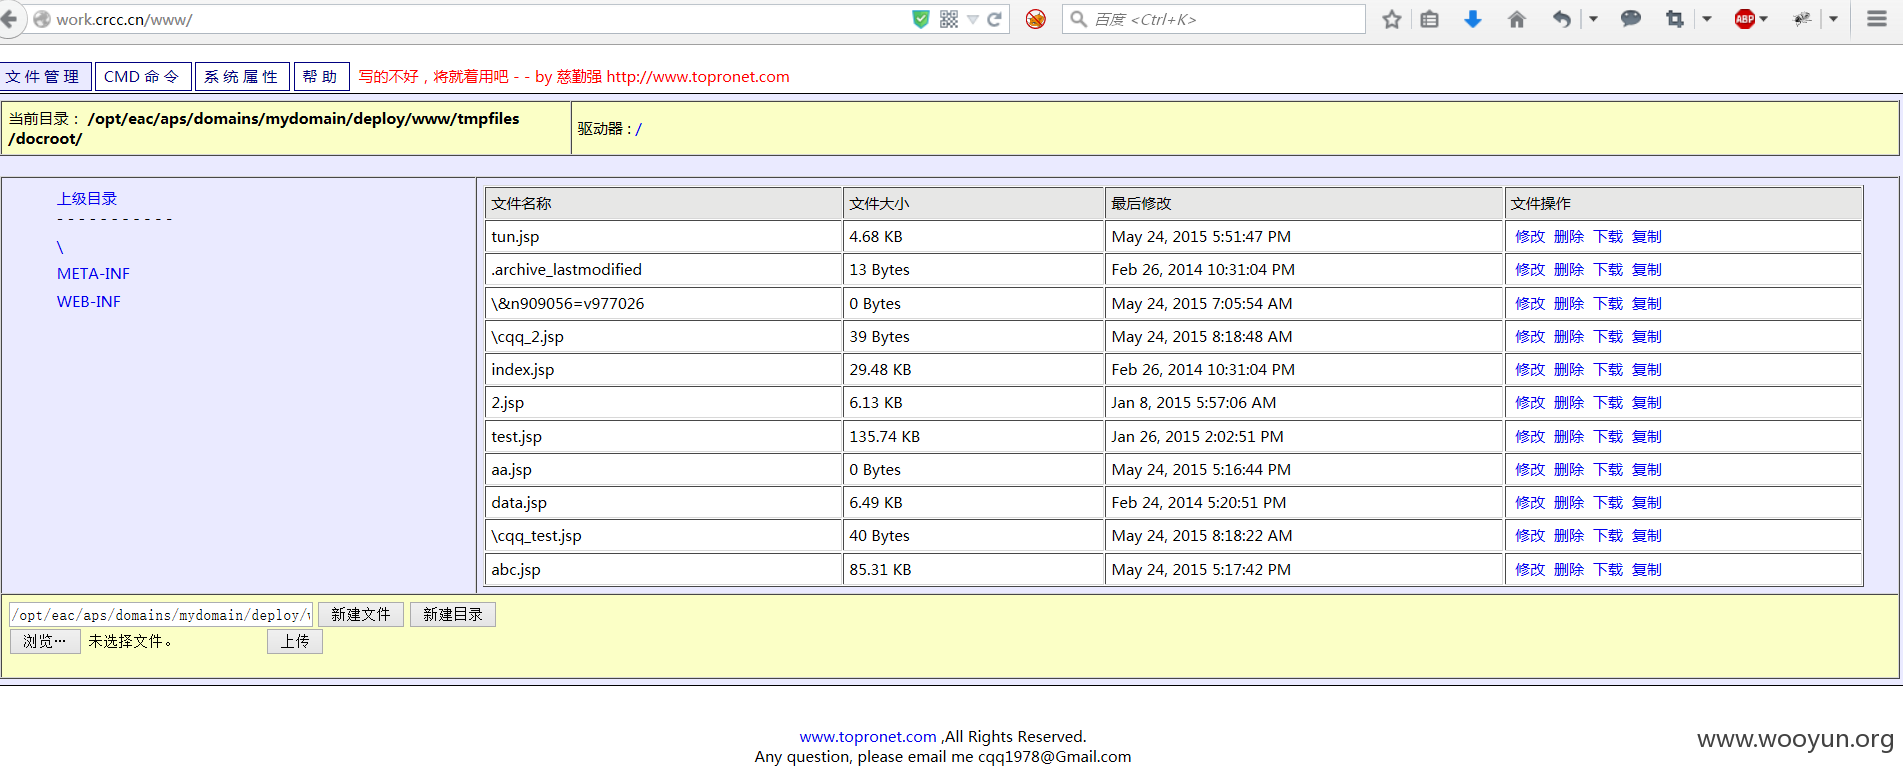 work.crcc.cn/www/
百度 <Ctrl+K>
ABP
文 件 管 理
CMD 命 令
系 统 属 性
帮 助
写的不好，将就着用吧 - - by 慈勤强 http://www.topronet.com
当前目录： /opt/eac/aps/domains/mydomain/deploy/www/tmpfiles
/docroot/
驱动器 : /
上级目录
- - - - - - - - - - -
\
META-INF
WEB-INF
文件名称 文件大小 最后修改 文件操作
tun.jsp 4.68 KB May 24, 2015 5:51:47 PM 修改 删除 下载 复制
.archive_lastmodified 13 Bytes Feb 26, 2014 10:31:04 PM 修改 删除 下载 复制
\&n909056=v977026 0 Bytes May 24, 2015 7:05:54 AM 修改 删除 下载 复制
\cqq_2.jsp 39 Bytes May 24, 2015 8:18:48 AM 修改 删除 下载 复制
index.jsp 29.48 KB Feb 26, 2014 10:31:04 PM 修改 删除 下载 复制
2.jsp 6.13 KB Jan 8, 2015 5:57:06 AM 修改 删除 下载 复制
test.jsp 135.74 KB Jan 26, 2015 2:02:51 PM 修改 删除 下载 复制
aa.jsp 0 Bytes May 24, 2015 5:16:44 PM 修改 删除 下载 复制
data.jsp 6.49 KB Feb 24, 2014 5:20:51 PM 修改 删除 下载 复制
\cqq_test.jsp 40 Bytes May 24, 2015 8:18:22 AM 修改 删除 下载 复制
abc.jsp 85.31 KB May 24, 2015 5:17:42 PM 修改 删除 下载 复制
/opt/eac/aps/domains/mydomain/deploy/w 新建文件 新建目录
浏览… 未选择文件。 上传
www.topronet.com ,All Rights Reserved.
Any question, please email me cqq1978@Gmail.com
www.wooyun.org